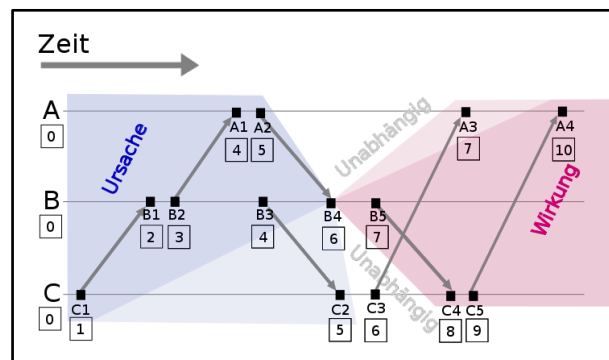 Zeit
A
0
A1
4
A2
5
A3
7
A4
10
Ursache
Unabhängig
Wirkung
B
0
B1
2
B2
3
B3
4
B4
6
B5
7
Unabhängig
C
0
C1
1
C2
5
C3
6
C4
8
C5
9